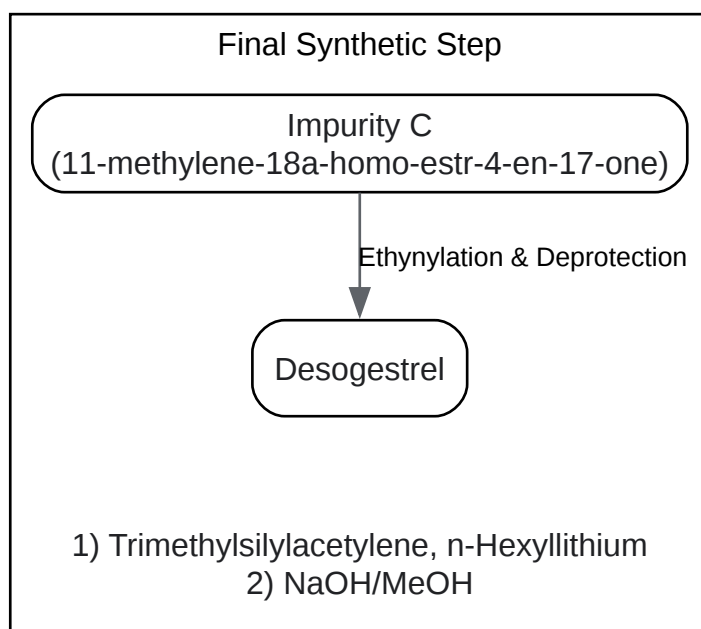 Final Synthetic Step
Impurity C
(11-methylene-18a-homo-estr-4-en-17-one)
Ethynylation & Deprotection
Desogestrel
1) Trimethylsilylacetylene, n-Hexyllithium
2) NaOH/MeOH